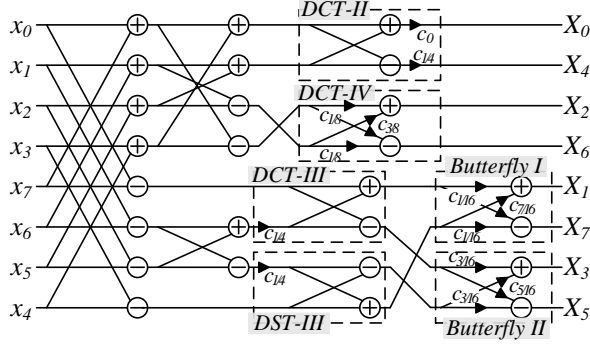 x0 DCT-II c0 X0
x1 c1/4 X4
x2 DCT-IV c1/8 c3/8 X2
x3 c1/8 X6
x7 DCT-III Butterfly I c1/16 c7/16 X1
x6 c1/4 c1/16 X7
x5 c1/4 c3/16 c5/16 X3
x4 DST-III c3/16 Butterfly II X5